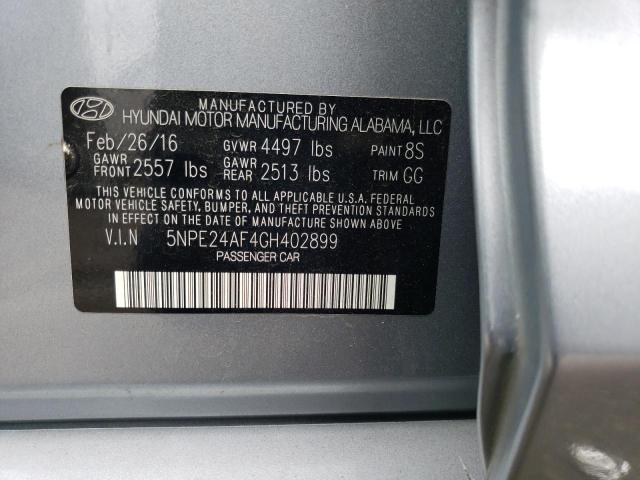 MANUFACTURED BY
HYUNDAI MOTOR MANUFACTURING ALABAMA, LLC
Feb/26/16 GVWR 4497 lbs PAINT 8S
GAWR FRONT 2557 lbs GAWR REAR 2513 lbs TRIM GG
THIS VEHICLE CONFORMS TO ALL APPLICABLE U.S.A. FEDERAL
MOTOR VEHICLE SAFETY, BUMPER, AND THEFT PREVENTION STANDARDS
IN EFFECT ON THE DATE OF MANUFACTURE SHOWN ABOVE
V.I.N 5NPE24AF4GH402899
PASSENGER CAR